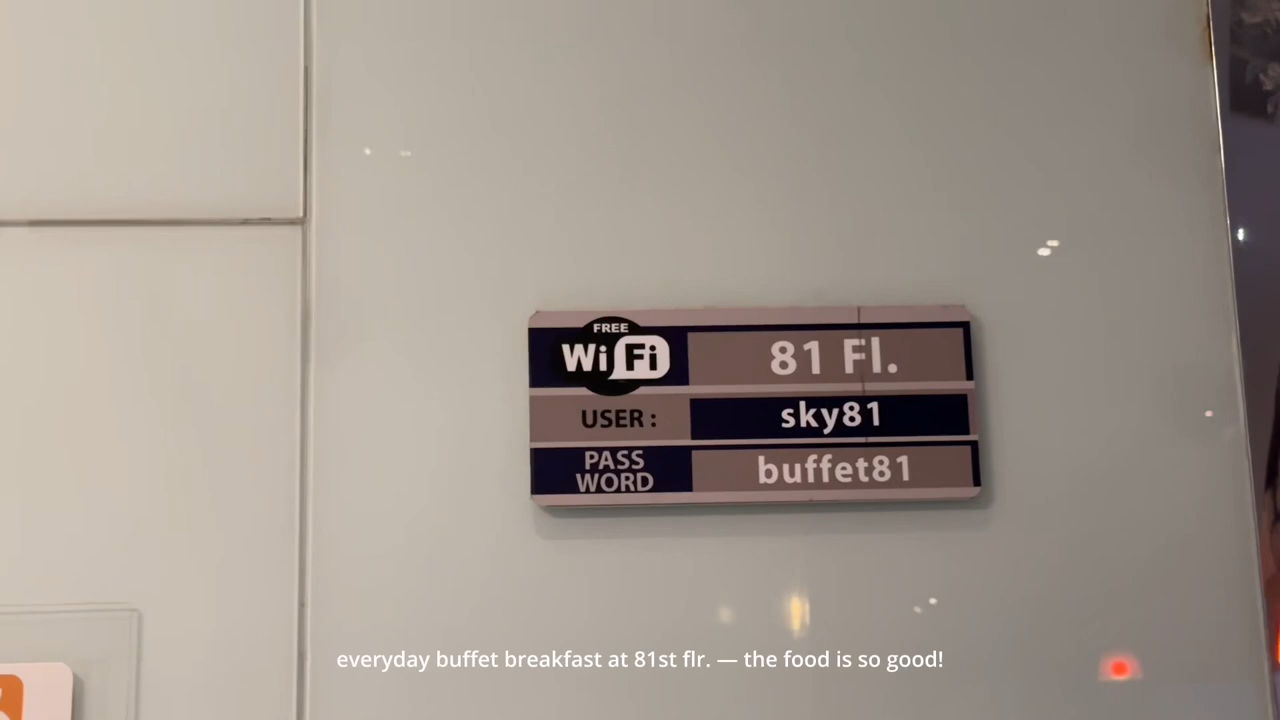 FREE
WiFi
81 Fl.
USER :
sky81
PASS
WORD
buffet81
everyday buffet breakfast at 81st flr. — the food is so good!